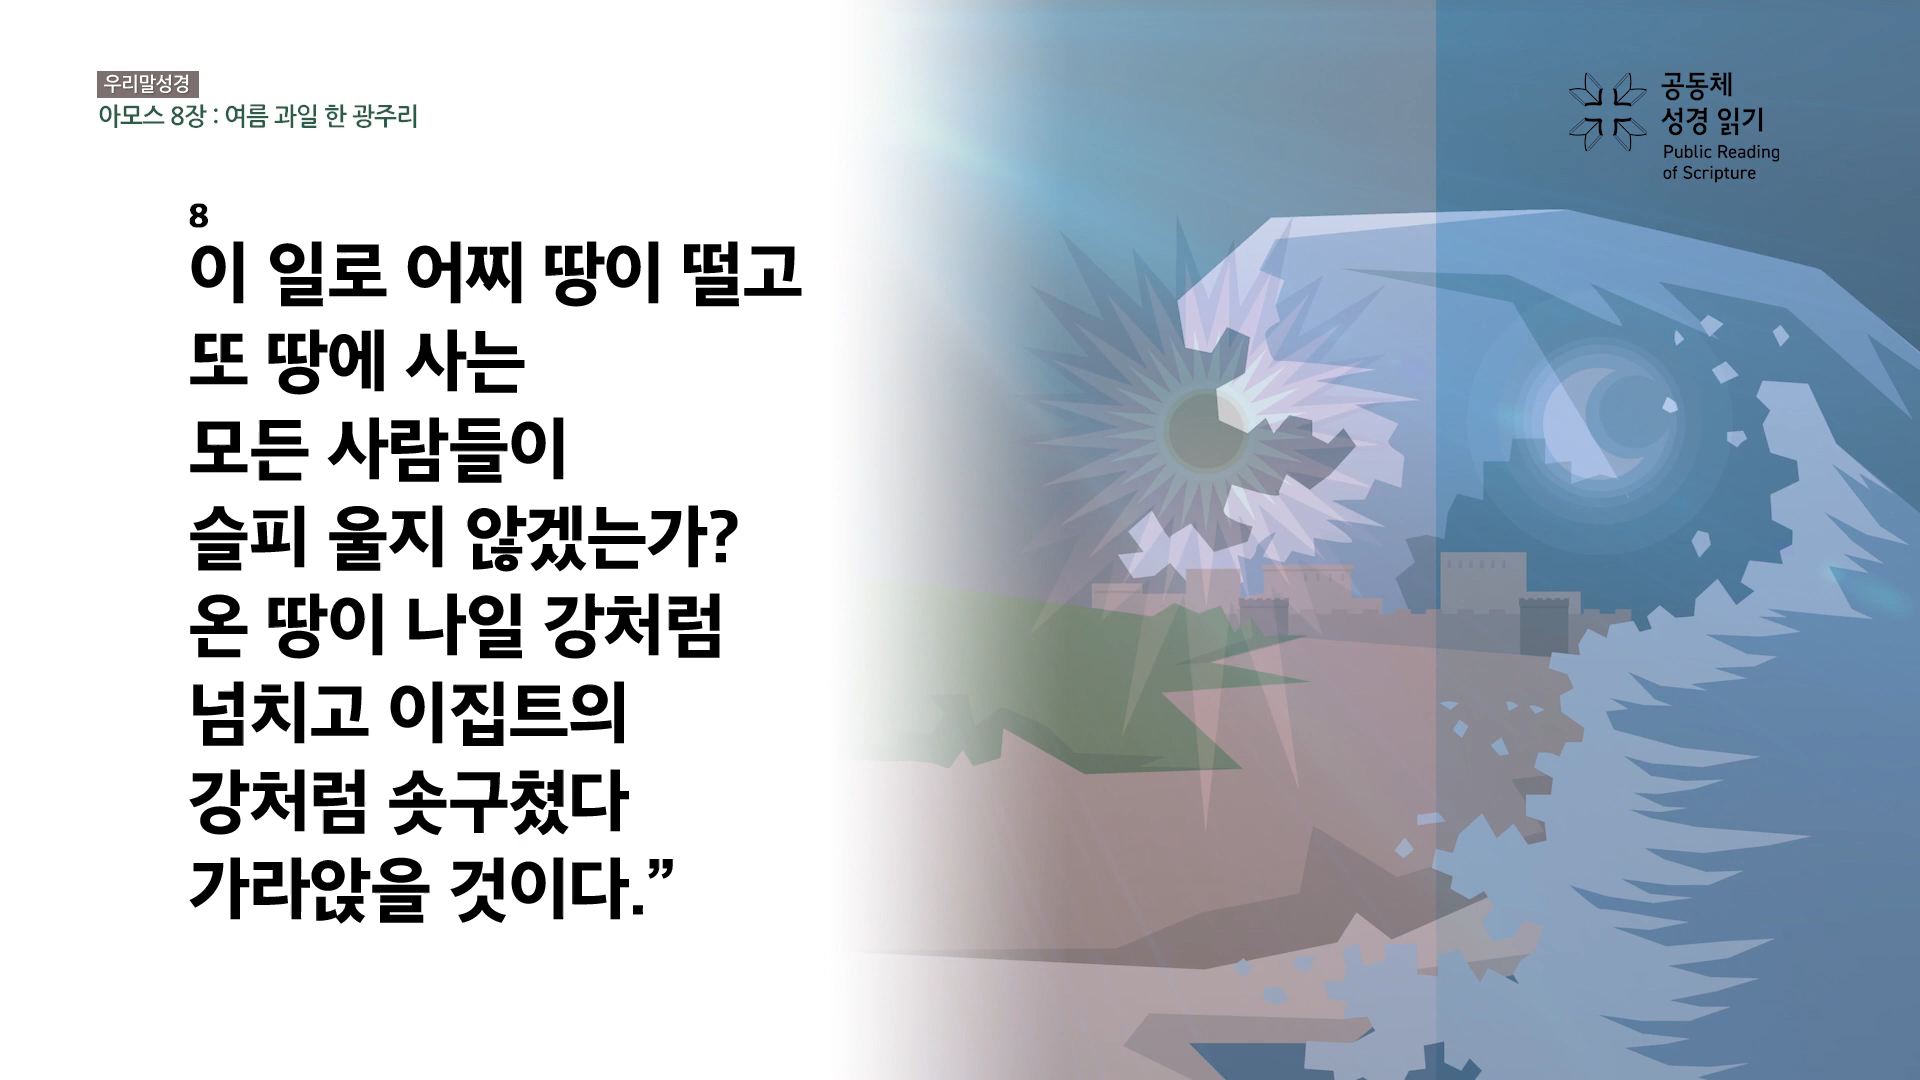 우리말성경
아모스 8장 : 여름 과일 한 광주리
공동체
성경 읽기
Public Reading
of Scripture
8
이 일로 어찌 땅이 떨고
또 땅에 사는
모든 사람들이
슬피 울지 않겠는가?
온 땅이 나일 강처럼
넘치고 이집트의
강처럼 솟구쳤다
가라앉을 것이다.”